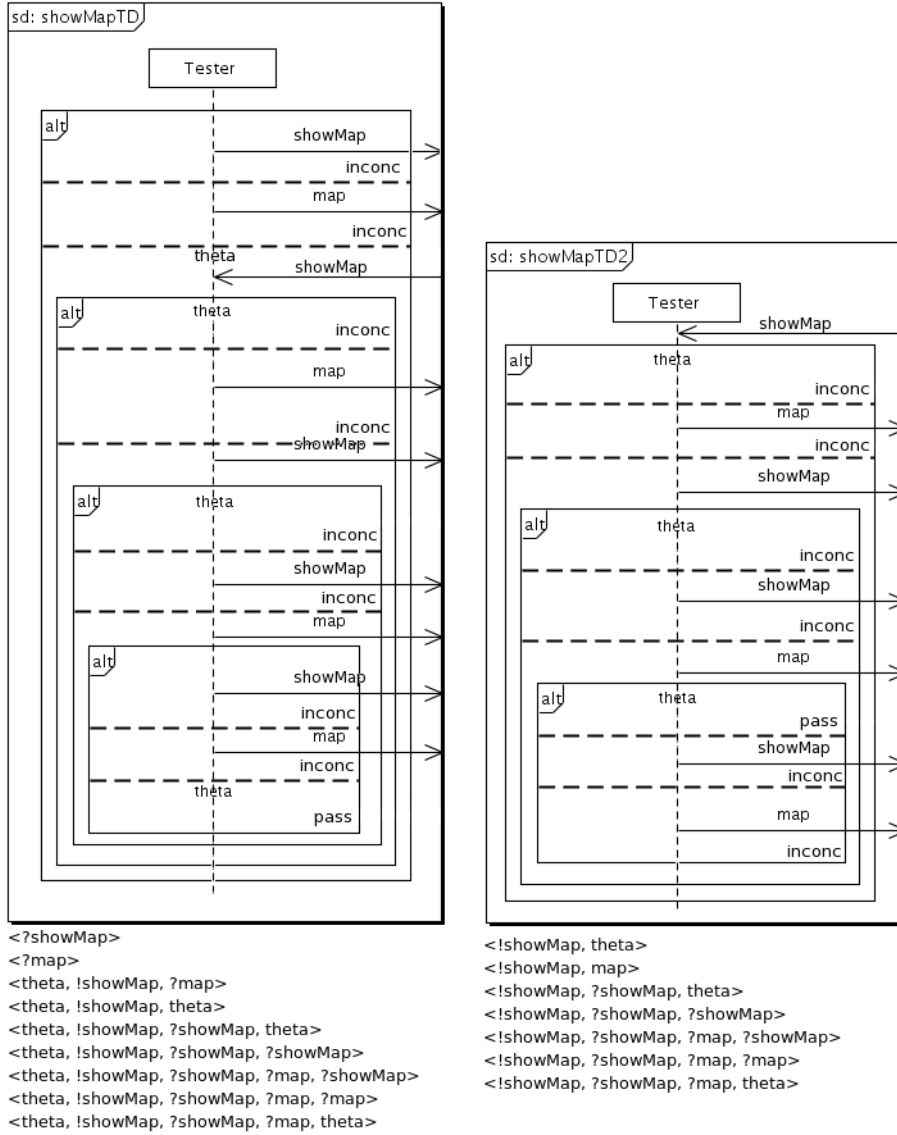 sd: showMapTD
Tester
alt
showMap
inconc
map
inconc
theta
showMap
alt
theta
inconc
map
inconc
showMap
alt
theta
inconc
showMap
inconc
map
alt
showMap
inconc
map
inconc
theta
pass
<?showMap>
<?map>
<theta, !showMap, ?map>
<theta, !showMap, theta>
<theta, !showMap, ?showMap, theta>
<theta, !showMap, ?showMap, ?showMap>
<theta, !showMap, ?showMap, ?map, ?showMap>
<theta, !showMap, ?showMap, ?map, ?map>
<theta, !showMap, ?showMap, ?map, theta>
sd: showMapTD2
Tester
showMap
alt
theta
inconc
map
inconc
showMap
alt
theta
inconc
showMap
inconc
map
alt
theta
pass
showMap
inconc
map
inconc
<!showMap, theta>
<!showMap, map>
<!showMap, ?showMap, theta>
<!showMap, ?showMap, ?showMap>
<!showMap, ?showMap, ?map, ?showMap>
<!showMap, ?showMap, ?map, ?map>
<!showMap, ?showMap, ?map, theta>